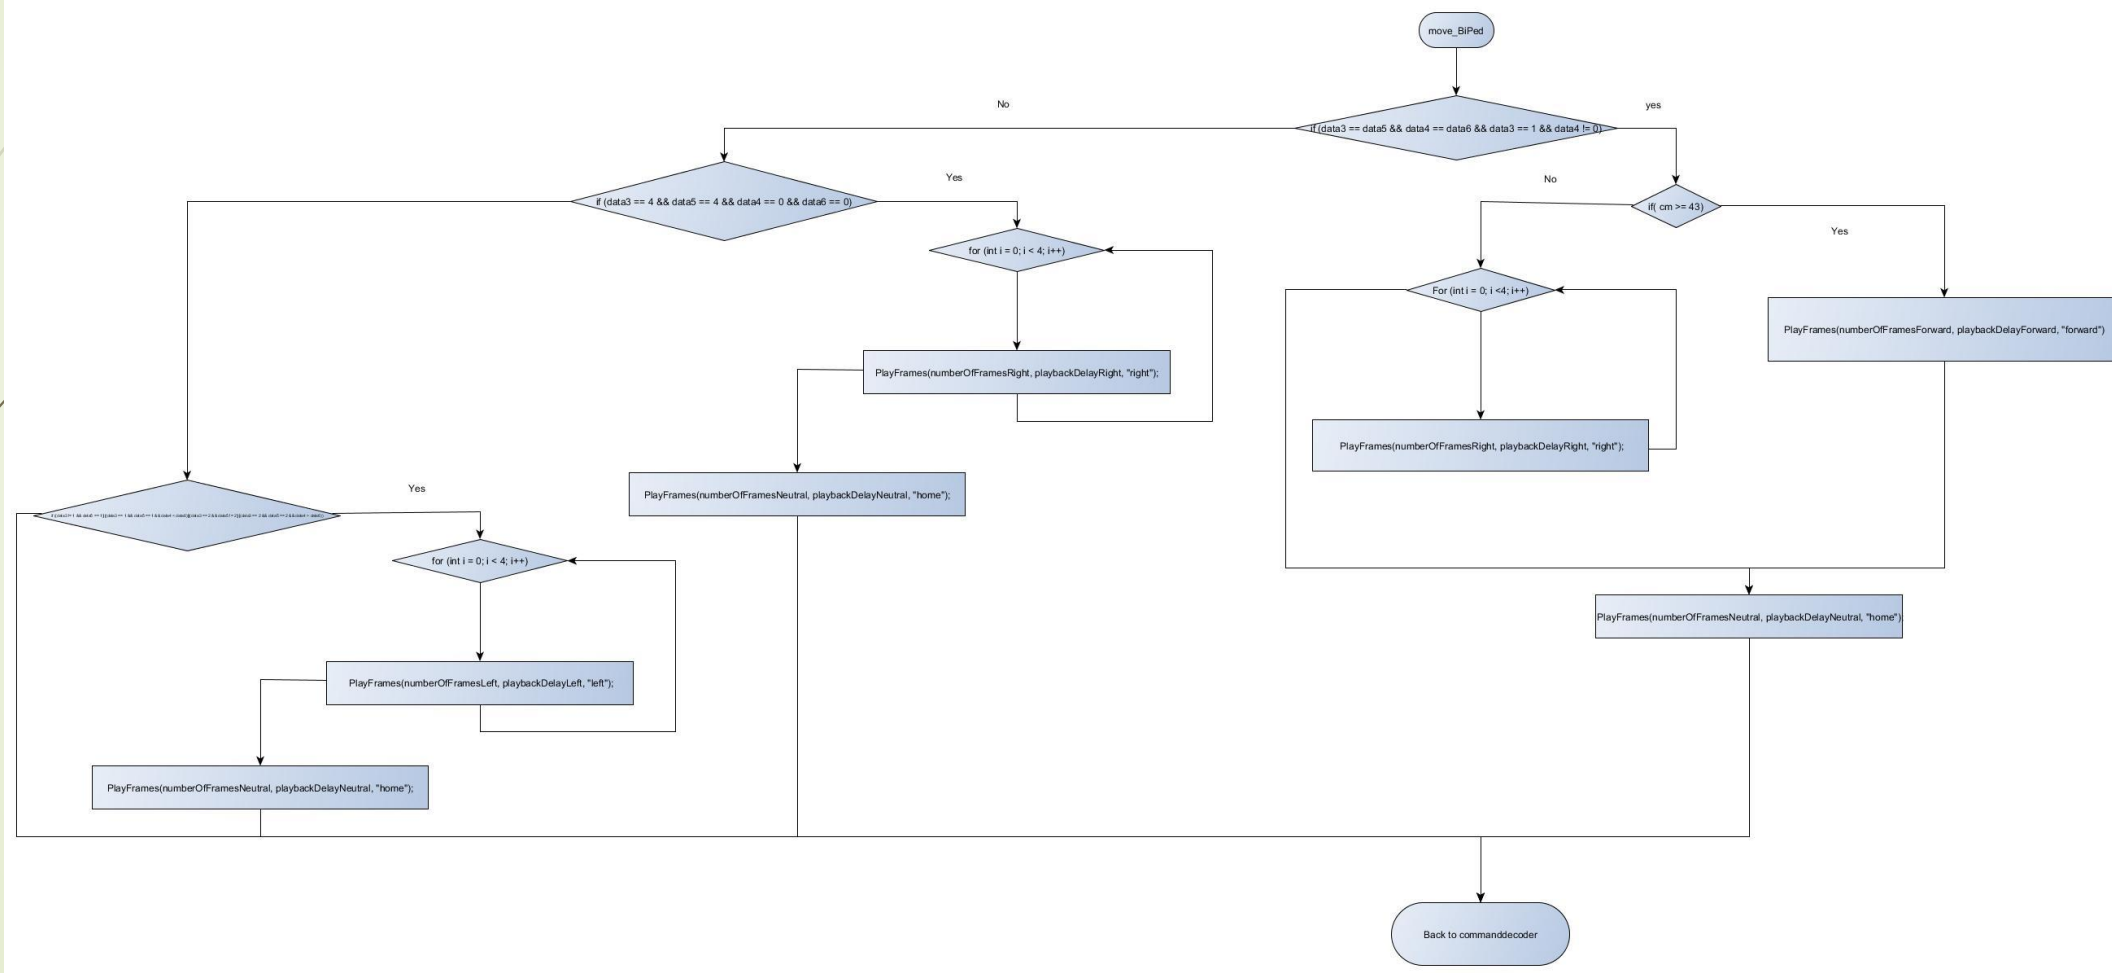 move_BiPed
No
yes
if (data3 == data5 && data4 == data6 && data3 == 1 && data4 != 0)
Yes
No
if (data3 == 4 && data5 == 4 && data4 == 0 && data6 == 0)
if( cm >= 43)
Yes
for (int i = 0; i < 4; i++)
For (int i = 0; i <4; i++)
PlayFrames(numberOfFramesForward, playbackDelayForward, "forward")
PlayFrames(numberOfFramesRight, playbackDelayRight, "right");
PlayFrames(numberOfFramesRight, playbackDelayRight, "right");
Yes
PlayFrames(numberOfFramesNeutral, playbackDelayNeutral, "home");
for (int i = 0; i < 4; i++)
PlayFrames(numberOfFramesNeutral, playbackDelayNeutral, "home");
PlayFrames(numberOfFramesLeft, playbackDelayLeft, "left");
PlayFrames(numberOfFramesNeutral, playbackDelayNeutral, "home");
Back to commanddecoder